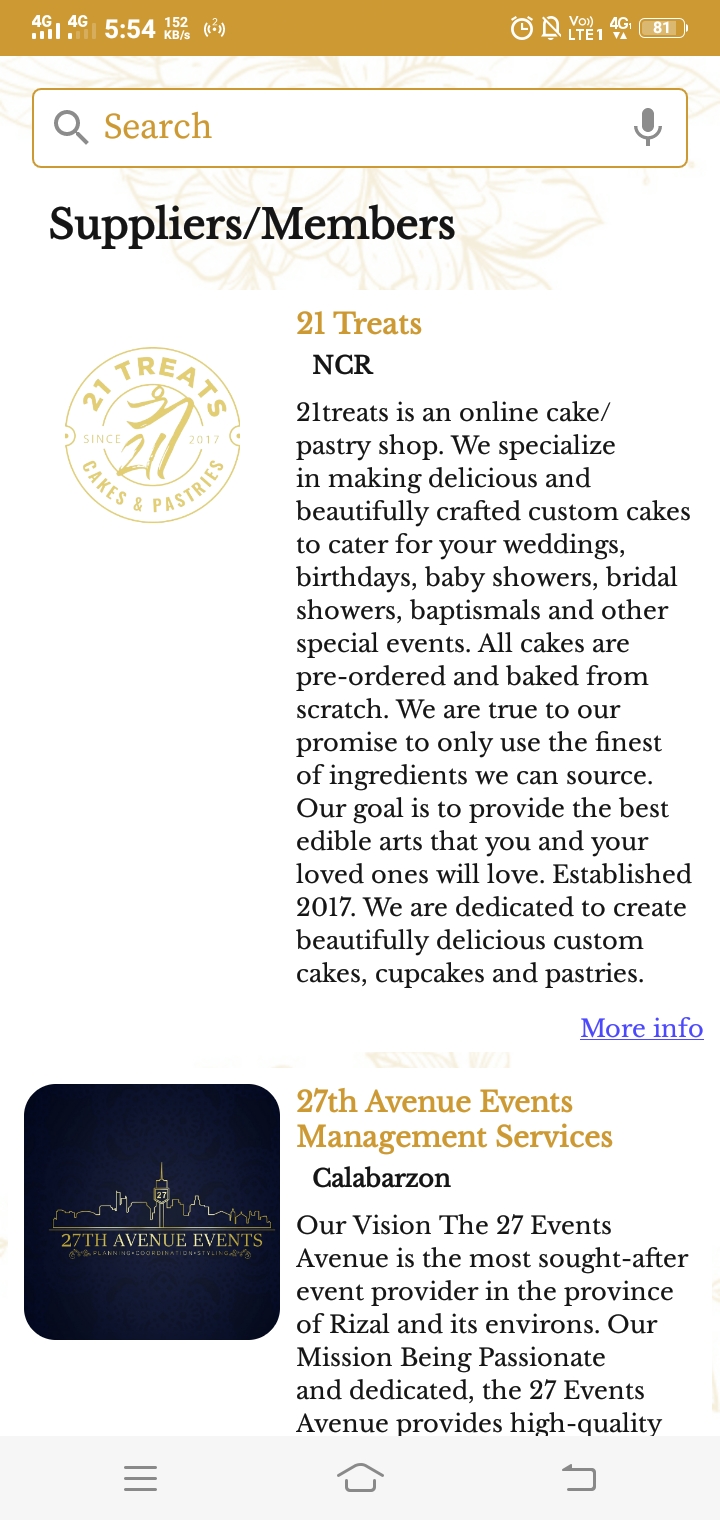 4G 4G 5:54 152 KB/s 2 Vo)) LTE1 4G 81
Search
Suppliers/Members
21 Treats
NCR
21 TREATS
SINCE 2017
CAKES & PASTRIES
21treats is an online cake/
pastry shop. We specialize
in making delicious and
beautifully crafted custom cakes
to cater for your weddings,
birthdays, baby showers, bridal
showers, baptismals and other
special events. All cakes are
pre-ordered and baked from
scratch. We are true to our
promise to only use the finest
of ingredients we can source.
Our goal is to provide the best
edible arts that you and your
loved ones will love. Established
2017. We are dedicated to create
beautifully delicious custom
cakes, cupcakes and pastries.
More info
27
27TH AVENUE EVENTS
PLANNING•COORDINATION•STYLING
27th Avenue Events
Management Services
Calabarzon
Our Vision The 27 Events
Avenue is the most sought-after
event provider in the province
of Rizal and its environs. Our
Mission Being Passionate
and dedicated, the 27 Events
Avenue provides high-quality